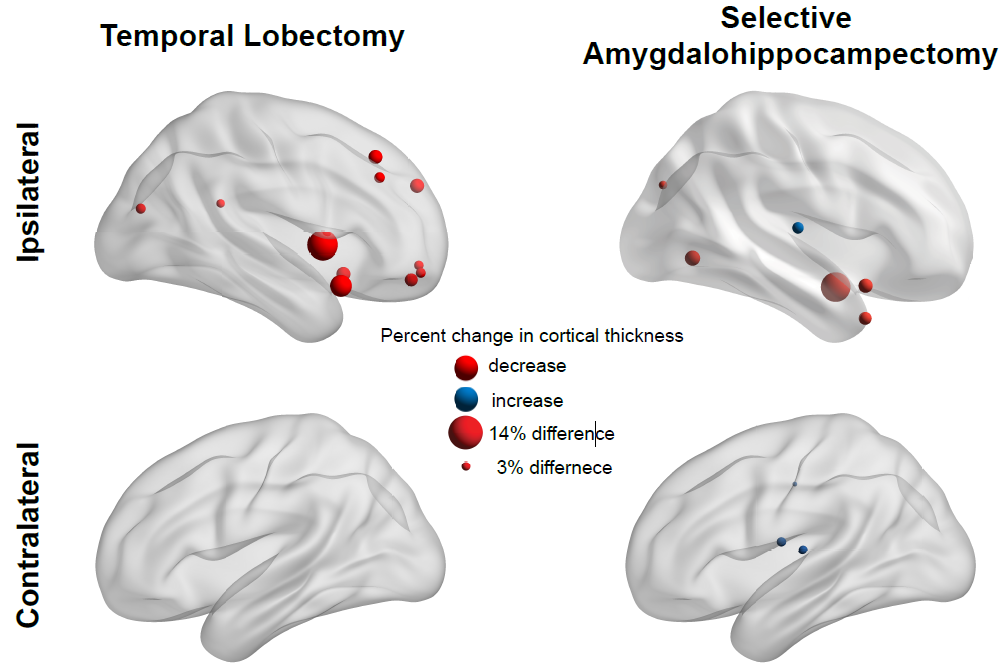 Temporal Lobectomy
Selective
Amygdalohippocampectomy
Ipsilateral
Percent change in cortical thickness
decrease
increase
14% difference
3% differnece
Contralateral